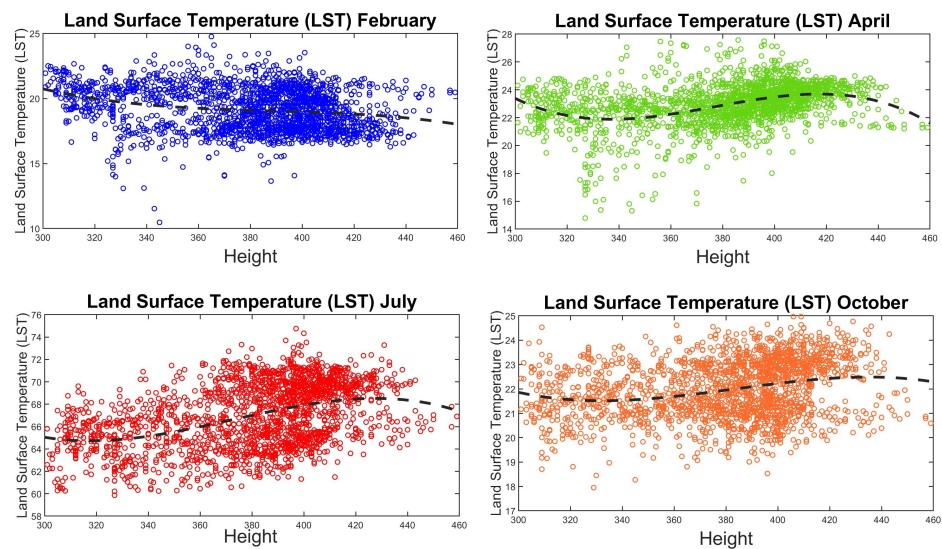 Land Surface Temperature (LST) February
Land Surface Temperature (LST)
25
20
15
10
300 320 340 360 380 400 420 440 460
Height
Land Surface Temperature (LST) April
Land Surface Temperature (LST)
28
26
24
22
20
18
16
14
300 320 340 360 380 400 420 440 460
Height
Land Surface Temperature (LST) July
Land Surface Temperature (LST)
76
74
72
70
68
66
64
62
60
58
300 320 340 360 380 400 420 440 460
Height
Land Surface Temperature (LST) October
Land Surface Temperature (LST)
25
24
23
22
21
20
19
18
17
300 320 340 360 380 400 420 440 460
Height